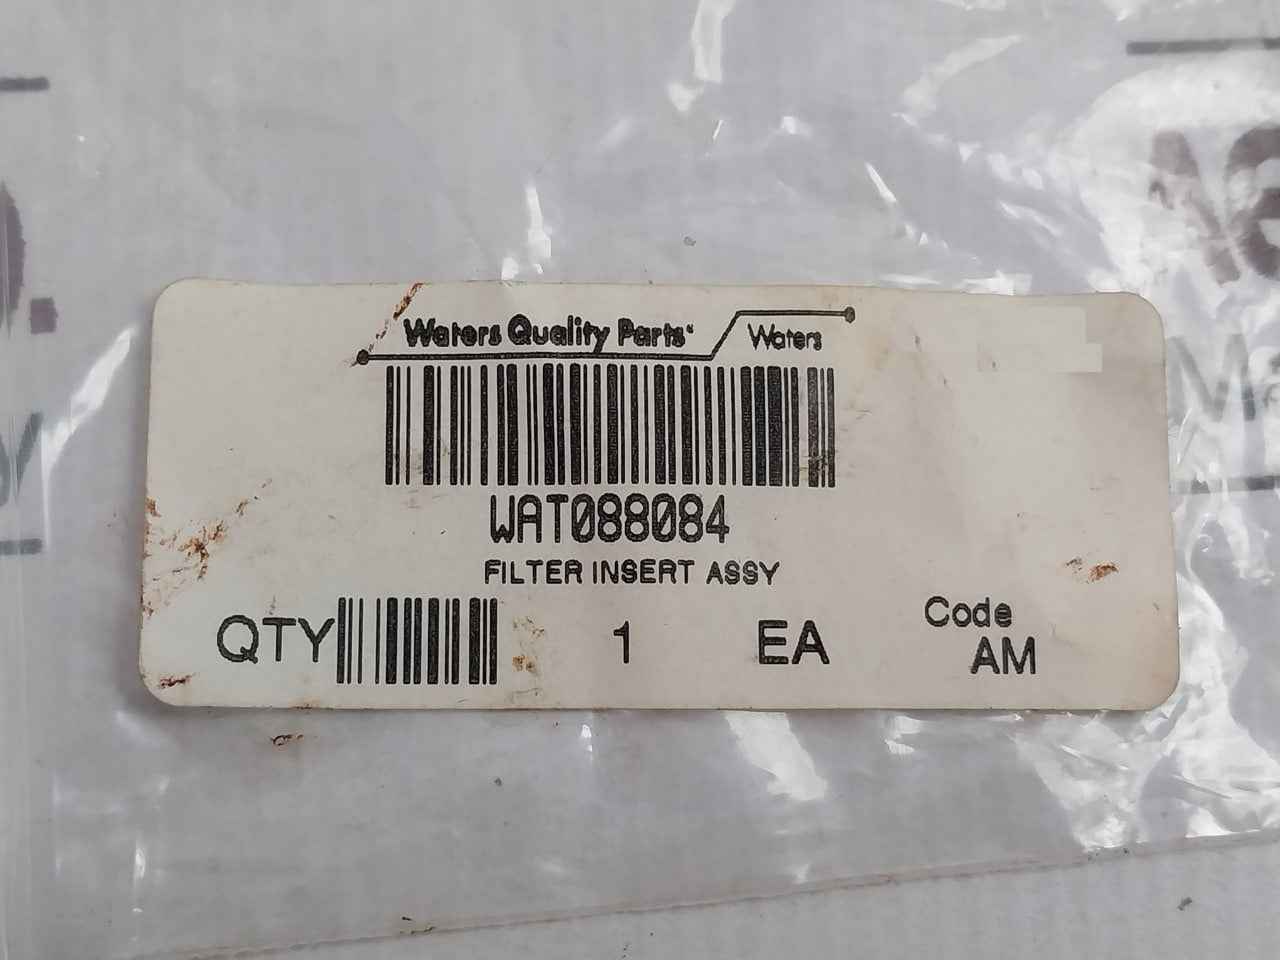 Waters Quality Parts Waters
WAT088084
FILTER INSERT ASSY
QTY 1 EA
Code
AM